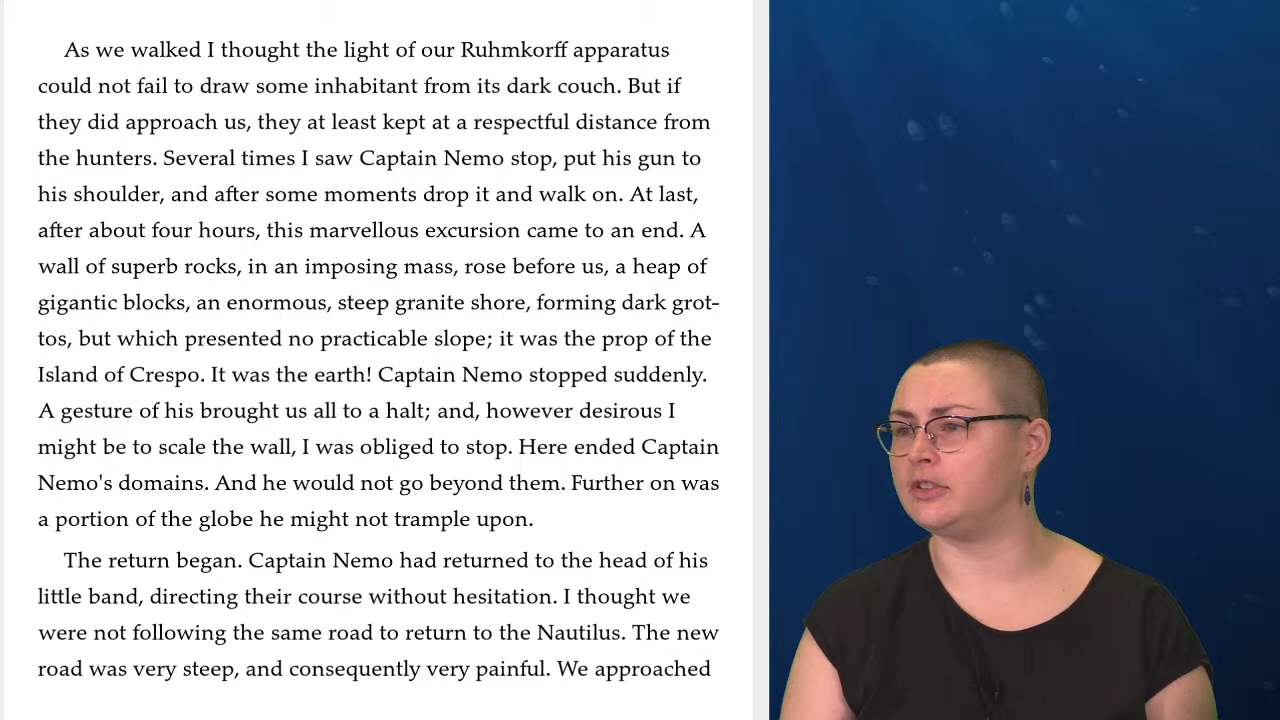 As we walked I thought the light of our Ruhmkorff apparatus
could not fail to draw some inhabitant from its dark couch. But if
they did approach us, they at least kept at a respectful distance from
the hunters. Several times I saw Captain Nemo stop, put his gun to
his shoulder, and after some moments drop it and walk on. At last,
after about four hours, this marvellous excursion came to an end. A
wall of superb rocks, in an imposing mass, rose before us, a heap of
gigantic blocks, an enormous, steep granite shore, forming dark grot-
tos, but which presented no practicable slope; it was the prop of the
Island of Crespo. It was the earth! Captain Nemo stopped suddenly.
A gesture of his brought us all to a halt; and, however desirous I
might be to scale the wall, I was obliged to stop. Here ended Captain
Nemo's domains. And he would not go beyond them. Further on was
a portion of the globe he might not trample upon.
The return began. Captain Nemo had returned to the head of his
little band, directing their course without hesitation. I thought we
were not following the same road to return to the Nautilus. The new
road was very steep, and consequently very painful. We approached